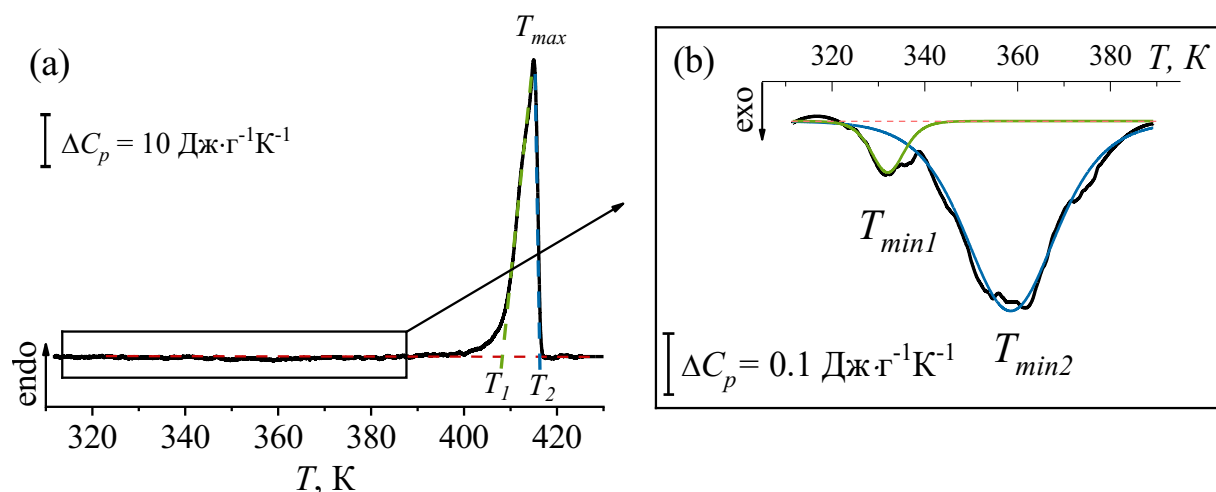 (a)
T_max
ΔC_p = 10 Дж·г⁻¹К⁻¹
endo
T_1
T_2
320 340 360 380 400 420
T, К
(b)
320 340 360 380
T, К
exo
T_min1
T_min2
ΔC_p = 0.1 Дж·г⁻¹К⁻¹